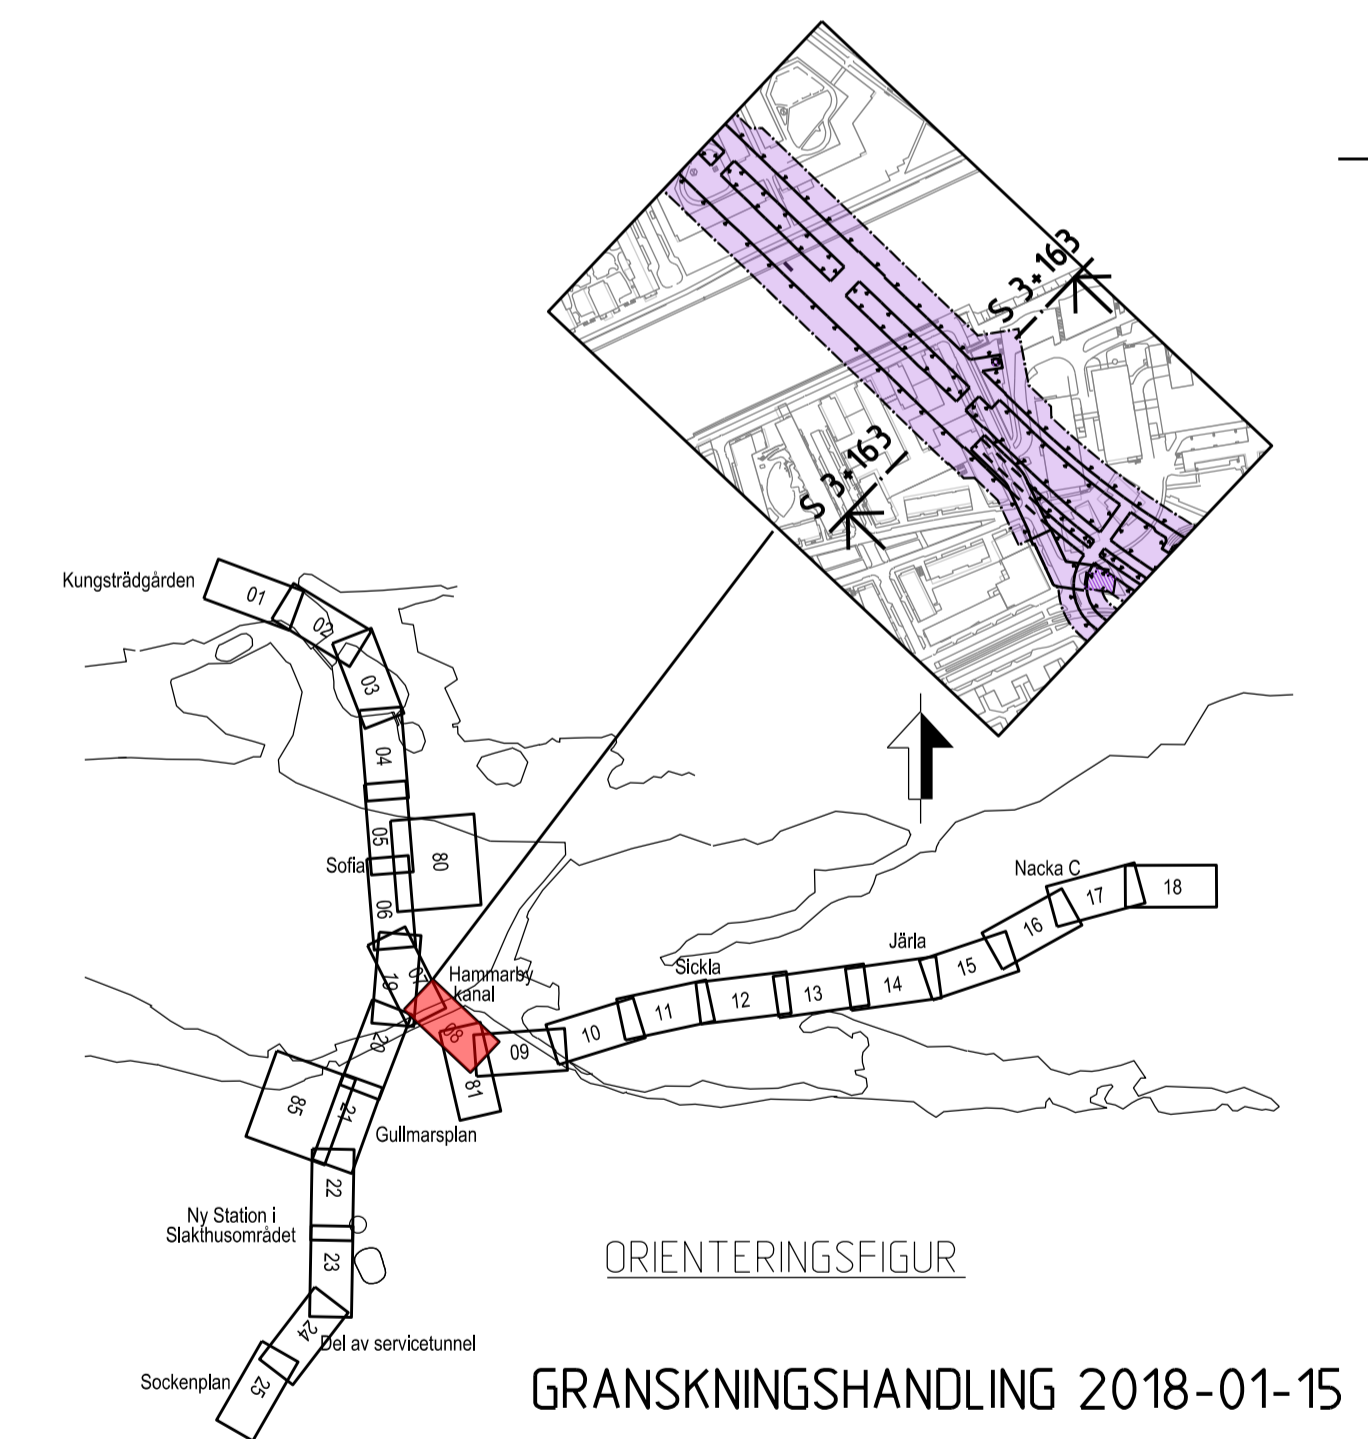 S 3+163
S 3+163
Kungsträdgården
01
02
03
04
05
80
Sofia
06
Nacka C
17
18
16
Järla
15
14
Sickla
13
12
11
10
09
Hammarby
kanal
07
19
08
20
81
85
21
Gullmarsplan
22
Ny Station i
Slakthusområdet
23
24
Del av servicetunnel
Sockenplan
25
ORIENTERINGSFIGUR
GRANSKNINGSHANDLING 2018-01-15